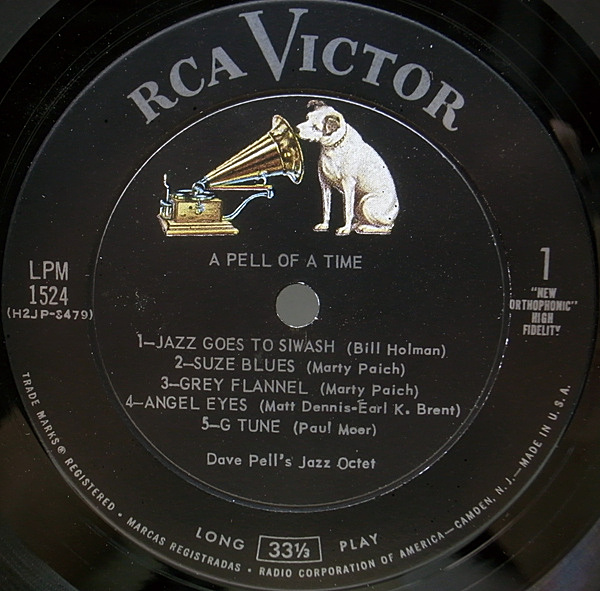 RCA VICTOR
A PELL OF A TIME
LPM
1524
(H2JP-8479)
1
"NEW
ORTHOPHONIC"
HIGH
FIDELITY
1—JAZZ GOES TO SIWASH (Bill Holman)
2—SUZE BLUES (Marty Paich)
3—GREY FLANNEL (Marty Paich)
4—ANGEL EYES (Matt Dennis-Earl K. Brent)
5—G TUNE (Paul Moer)
Dave Pell's Jazz Octet
LONG 33⅓ PLAY
TRADE MARKS ® REGISTERED • MARCAS REGISTRADAS • RADIO CORPORATION OF AMERICA—CAMDEN, N. J.—MADE IN U. S. A.